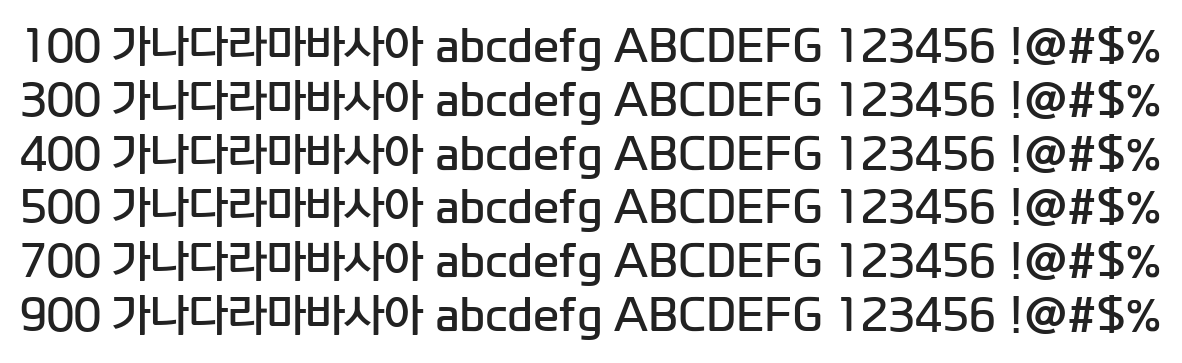 100 가나다라마바사아 abcdefg ABCDEFG 123456 !@#$%
300 가나다라마바사아 abcdefg ABCDEFG 123456 !@#$%
400 가나다라마바사아 abcdefg ABCDEFG 123456 !@#$%
500 가나다라마바사아 abcdefg ABCDEFG 123456 !@#$%
700 가나다라마바사아 abcdefg ABCDEFG 123456 !@#$%
900 가나다라마바사아 abcdefg ABCDEFG 123456 !@#$%